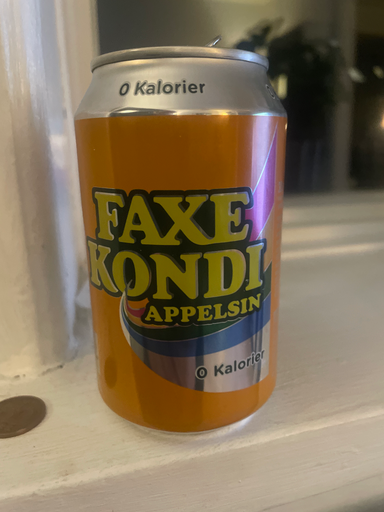 0 Kalorier
FAXE
KONDI
APPELSIN
0 Kalorier